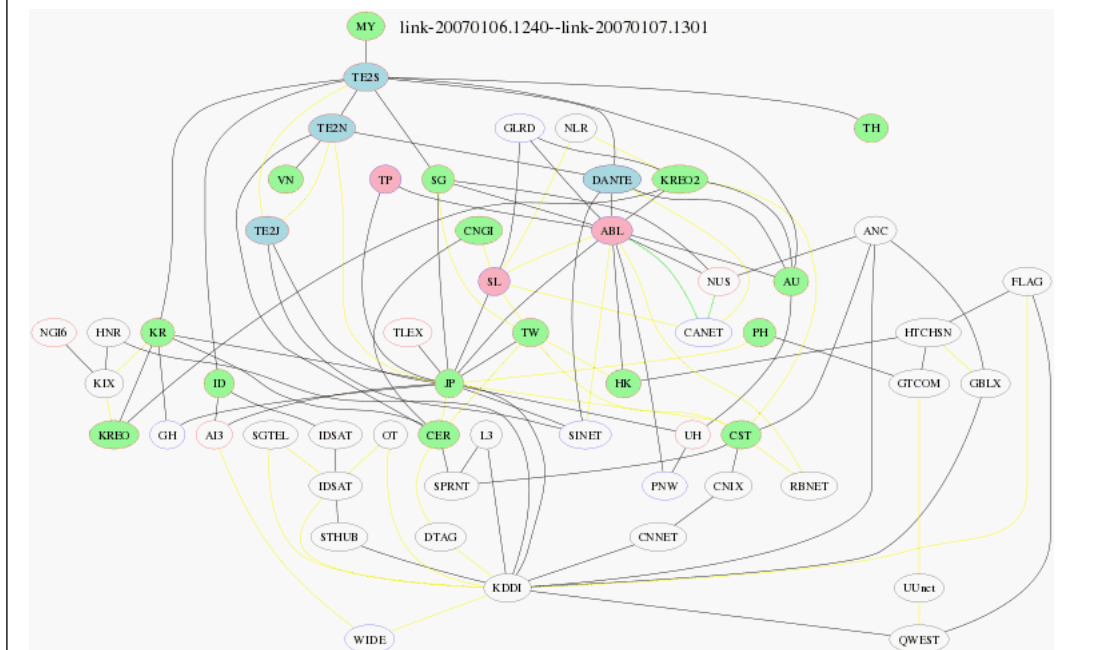 MY link-20070106.1240--link-20070107.1301
TE2S
TE2N GLRD NLR TH
VN TP SG DANTE KREO2
TE2J CNGI ABL ANC
SL NUS AU FLAG
NGI6 HNR KR TLEX TW CANET PH HTCHSN
KIX ID JP HK GTCOM GBLX
KREO GH AI3 SGTEL IDSAT OT CER L3 SINET UH CST
IDSAT SPRNT PNW CNIX RBNET
STHUB DTAG CNNET
KDDI UUnet
WIDE QWEST